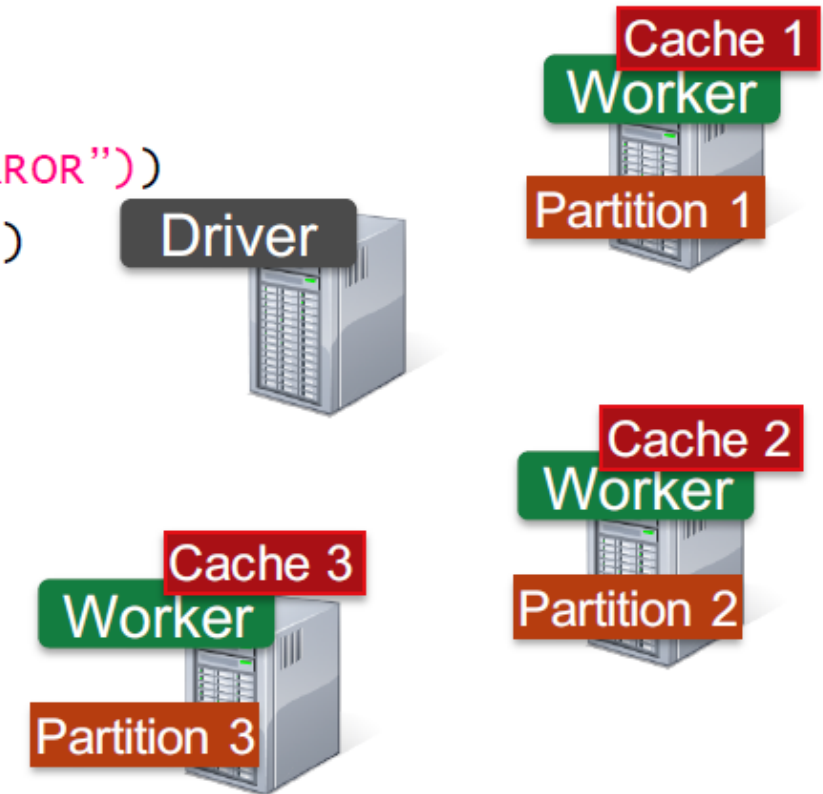 Cache 1
Worker
Partition 1
ROR”))
)
Driver
Cache 2
Worker
Partition 2
Cache 3
Worker
Partition 3